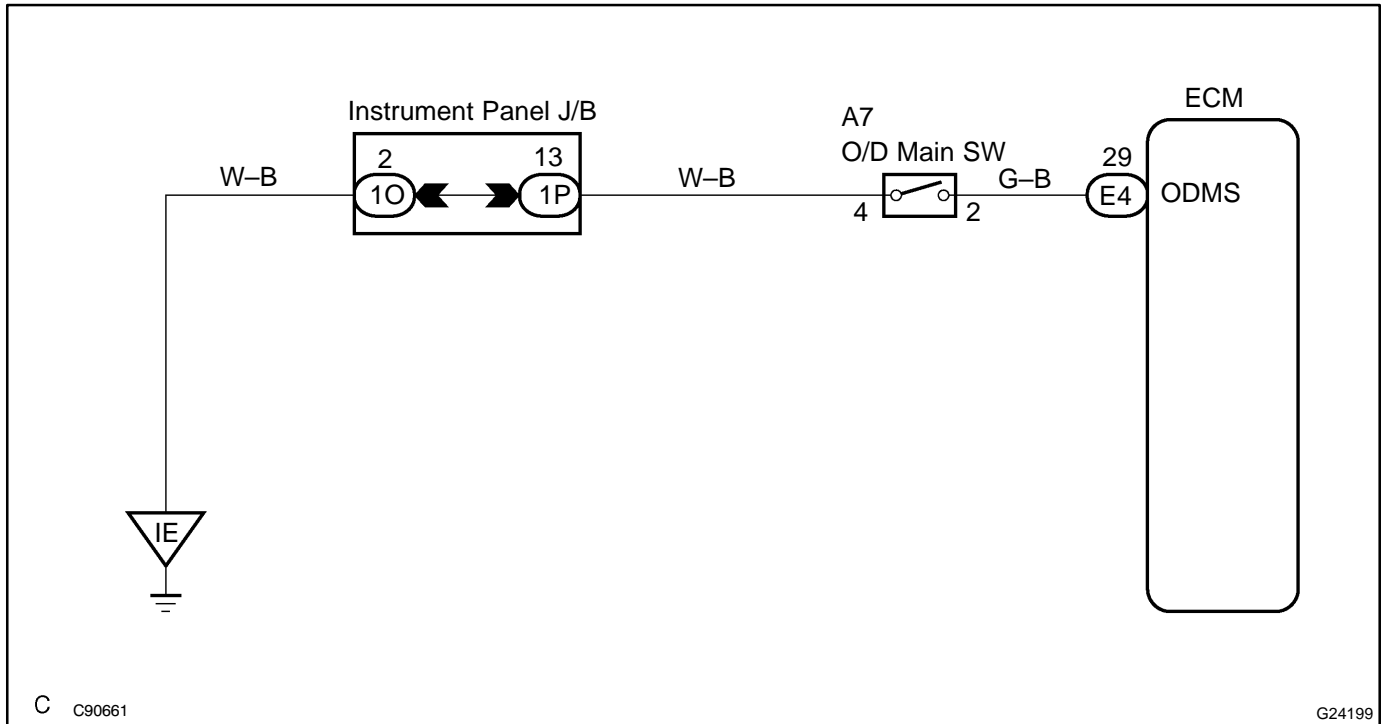 ECM
Instrument Panel J/B
A7
O/D Main SW
2
13
29
W–B
1O
1P
W–B
4
2
G–B
E4
ODMS
IE
C C90661
G24199